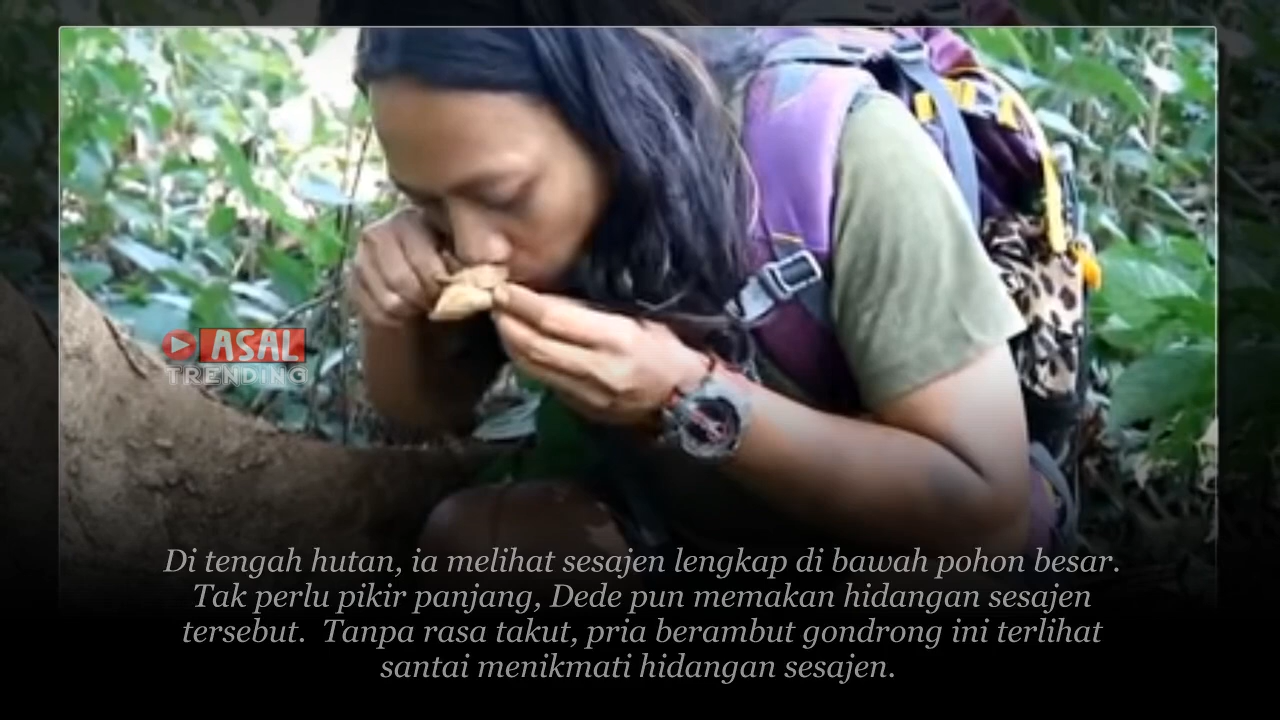 ASAL
TRENDING
Di tengah hutan, ia melihat sesajen lengkap di bawah pohon besar.
Tak perlu pikir panjang, Dede pun memakan hidangan sesajen
tersebut.  Tanpa rasa takut, pria berambut gondrong ini terlihat
santai menikmati hidangan sesajen.